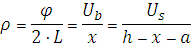 ρ = φ / (2 · L) = U_b / x = U_s / (h − x − a)